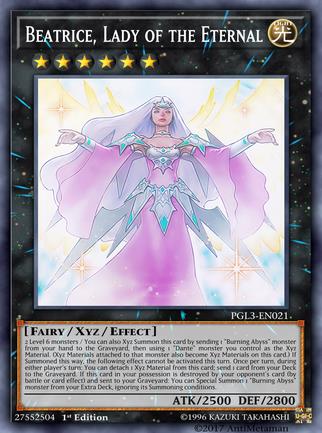 Beatrice, Lady of the Eternal
LIGHT
光
PGL3-EN021
[Fairy / Xyz / Effect]
2 Level 6 monsters / You can also Xyz Summon this card by sending 1 "Burning Abyss" monster
from your hand to the Graveyard, then using 1 "Dante" monster you control as the Xyz
Material. (Xyz Materials attached to that monster also become Xyz Materials on this card.) If
Summoned this way, the following effect cannot be activated this turn. Once per turn, during
either player's turn: You can detach 1 Xyz Material from this card; send 1 card from your Deck
to the Graveyard. If this card in your possession is destroyed by your opponent's card (by
battle or card effect) and sent to your Graveyard: You can Special Summon 1 "Burning Abyss"
monster from your Extra Deck, ignoring its Summoning conditions.
ATK/2500 DEF/2800
27552504 1st Edition ©1996 KAZUKI TAKAHASHI
©2017 AntiMetaman